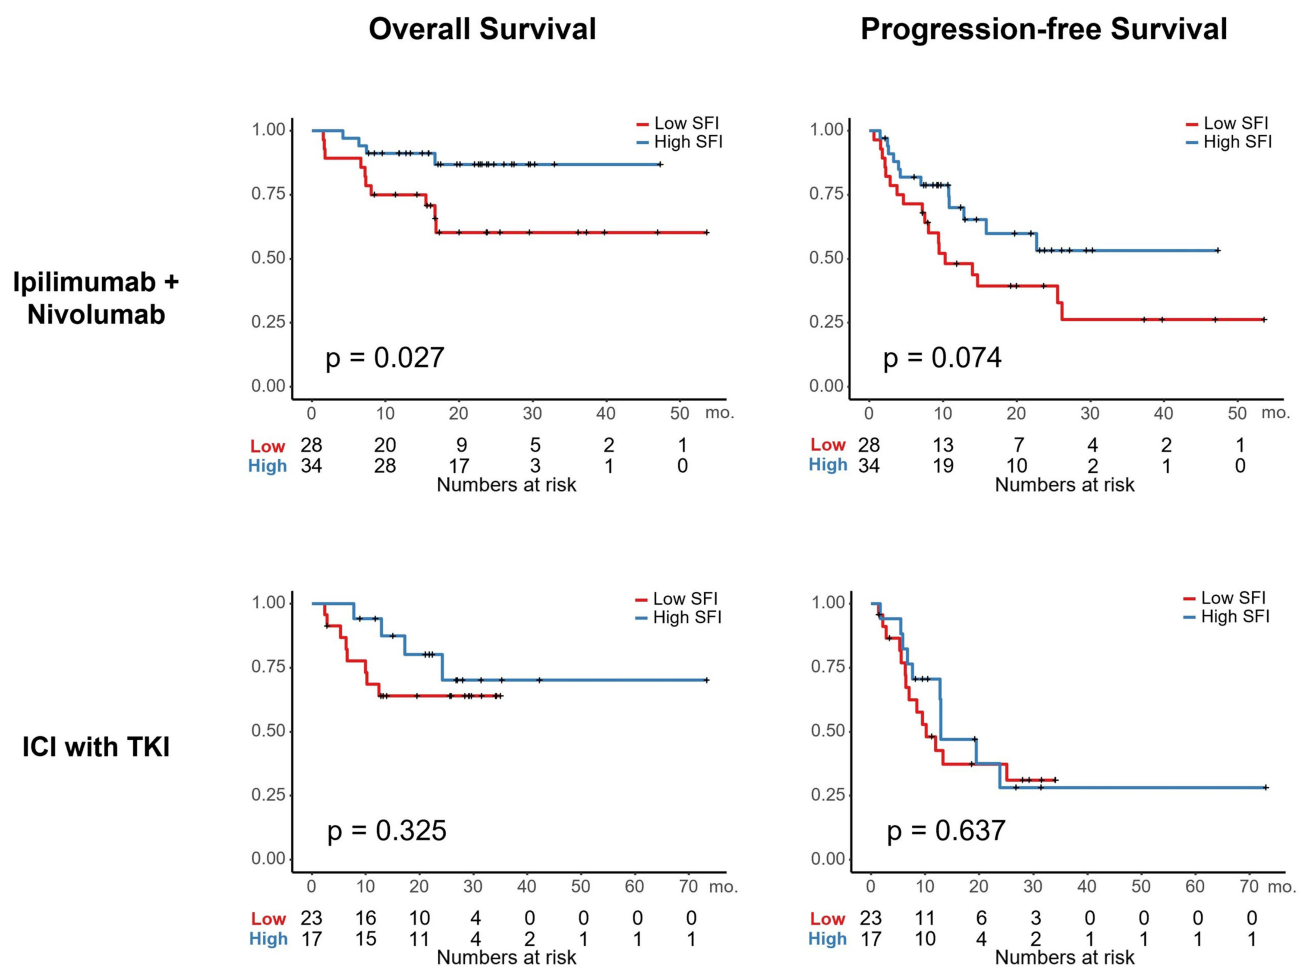 Overall Survival
Progression-free Survival
Ipilimumab +
Nivolumab
Low SFI
High SFI
1.00
0.75
0.50
0.25
0.00
p = 0.027
0 10 20 30 40 50 mo.
Low 28 20 9 5 2 1
High 34 28 17 3 1 0
Numbers at risk
Low SFI
High SFI
1.00
0.75
0.50
0.25
0.00
p = 0.074
0 10 20 30 40 50 mo.
Low 28 13 7 4 2 1
High 34 19 10 2 1 0
Numbers at risk
ICI with TKI
Low SFI
High SFI
1.00
0.75
0.50
0.25
0.00
p = 0.325
0 10 20 30 40 50 60 70 mo.
Low 23 16 10 4 0 0 0 0
High 17 15 11 4 2 1 1 1
Numbers at risk
Low SFI
High SFI
1.00
0.75
0.50
0.25
0.00
p = 0.637
0 10 20 30 40 50 60 70 mo.
Low 23 11 6 3 0 0 0 0
High 17 10 4 2 1 1 1 1
Numbers at risk